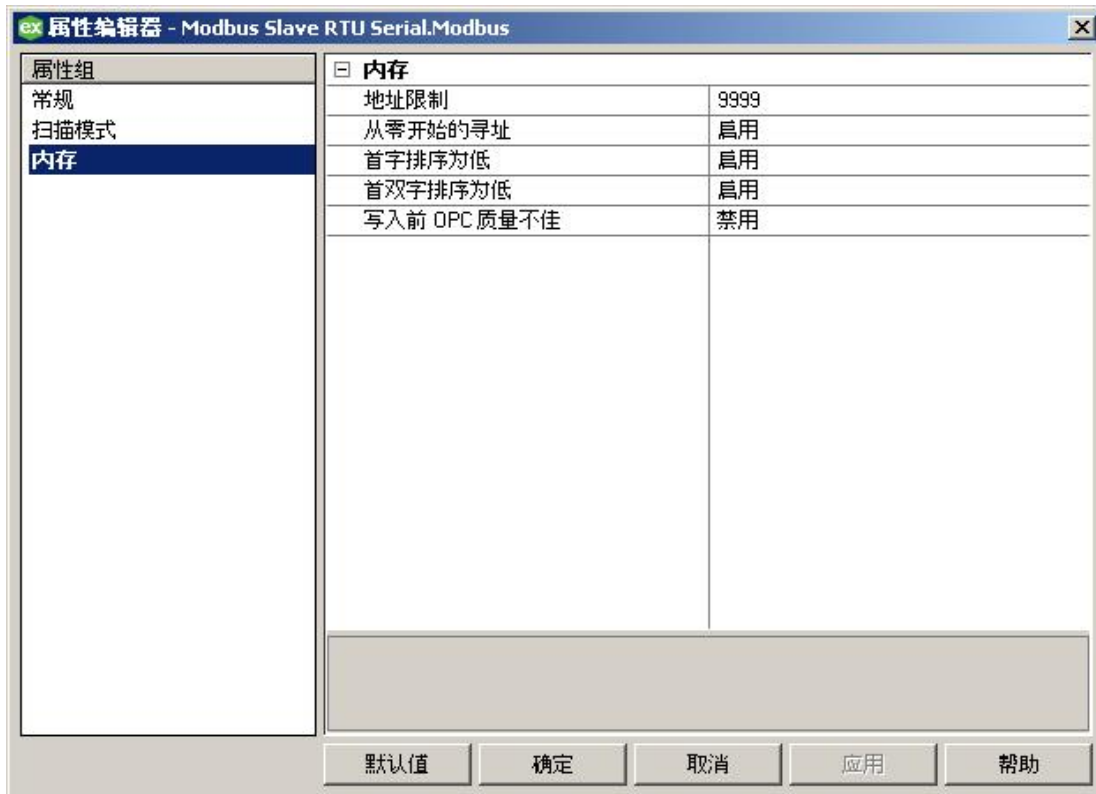 ex 属性编辑器 - Modbus Slave RTU Serial.Modbus
属性组
常规
扫描模式
内存
内存
地址限制 9999
从零开始的寻址 启用
首字排序为低 启用
首双字排序为低 启用
写入前 OPC 质量不佳 禁用
默认值 确定 取消 应用 帮助